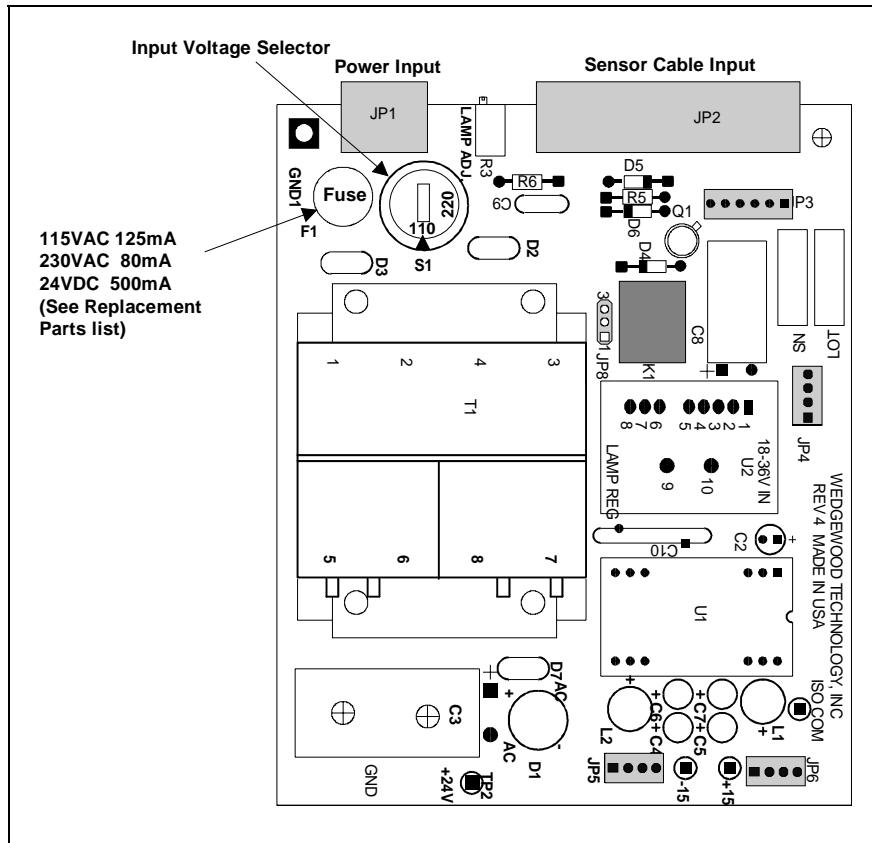 Input Voltage Selector
Power Input
Sensor Cable Input
JP1
JP2
LAMP ADJ.
R3
GND1
Fuse
F1
220
110
S1
R6
C9
D5
R5
D6
Q1
P3
D4
115VAC 125mA
230VAC 80mA
24VDC 500mA
(See Replacement
Parts list)
D3
D2
3
1
JP8
K1
C8
+
SN
LOT
JP4
1 2 4 3
T1
5 6 8 7
8 7 6 5 4 3 2 1
9 10
18-36V IN
U2
LAMP REG
C10
C2 +
WEDGEWOOD TECHNOLOGY, INC
REV 4 MADE IN USA
U1
ISO.COM
C3
GND
+
D7
AC
+
AC
D1
-
TP2
+24V
+
L2
+ C6
+ C4
+ C7
+ C5
L1
+
JP5
-15
+15
JP6